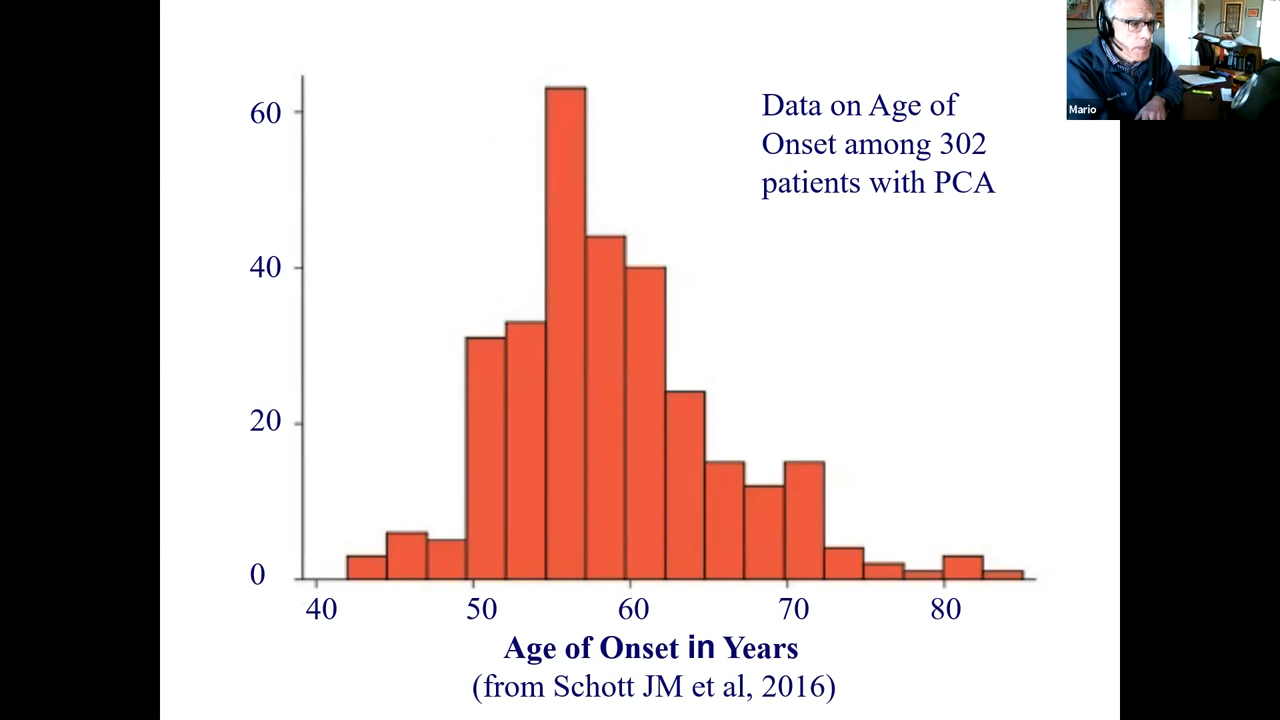 Data on Age of
Onset among 302
patients with PCA
Mario
60
40
20
0
40 50 60 70 80
Age of Onset in Years
(from Schott JM et al, 2016)